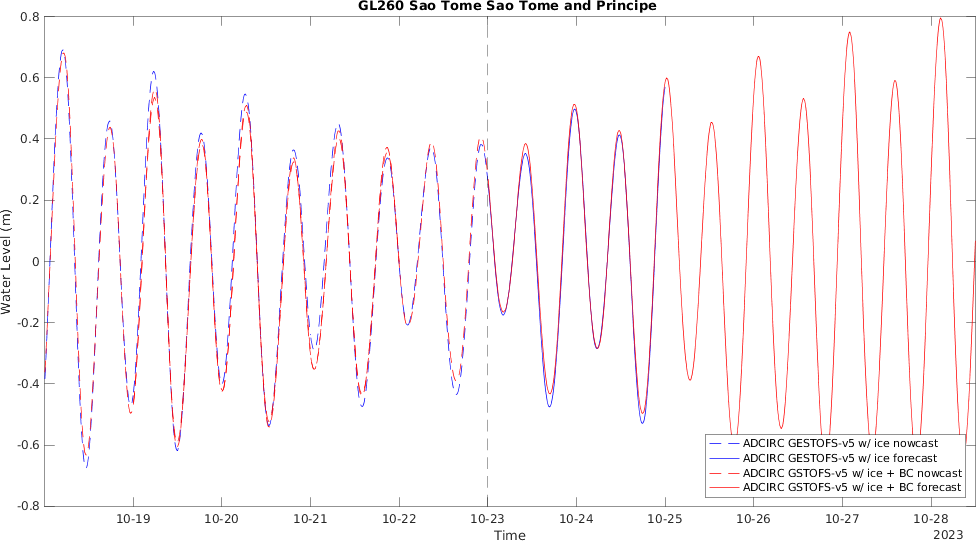 GL260 Sao Tome Sao Tome and Principe
0.8
0.6
0.4
0.2
0
-0.2
-0.4
-0.6
-0.8
Water Level (m)
ADCIRC GESTOFS-v5 w/ ice nowcast
ADCIRC GESTOFS-v5 w/ ice forecast
ADCIRC GSTOFS-v5 w/ ice + BC nowcast
ADCIRC GSTOFS-v5 w/ ice + BC forecast
10-19 10-20 10-21 10-22 10-23 10-24 10-25 10-26 10-27 10-28
Time
2023